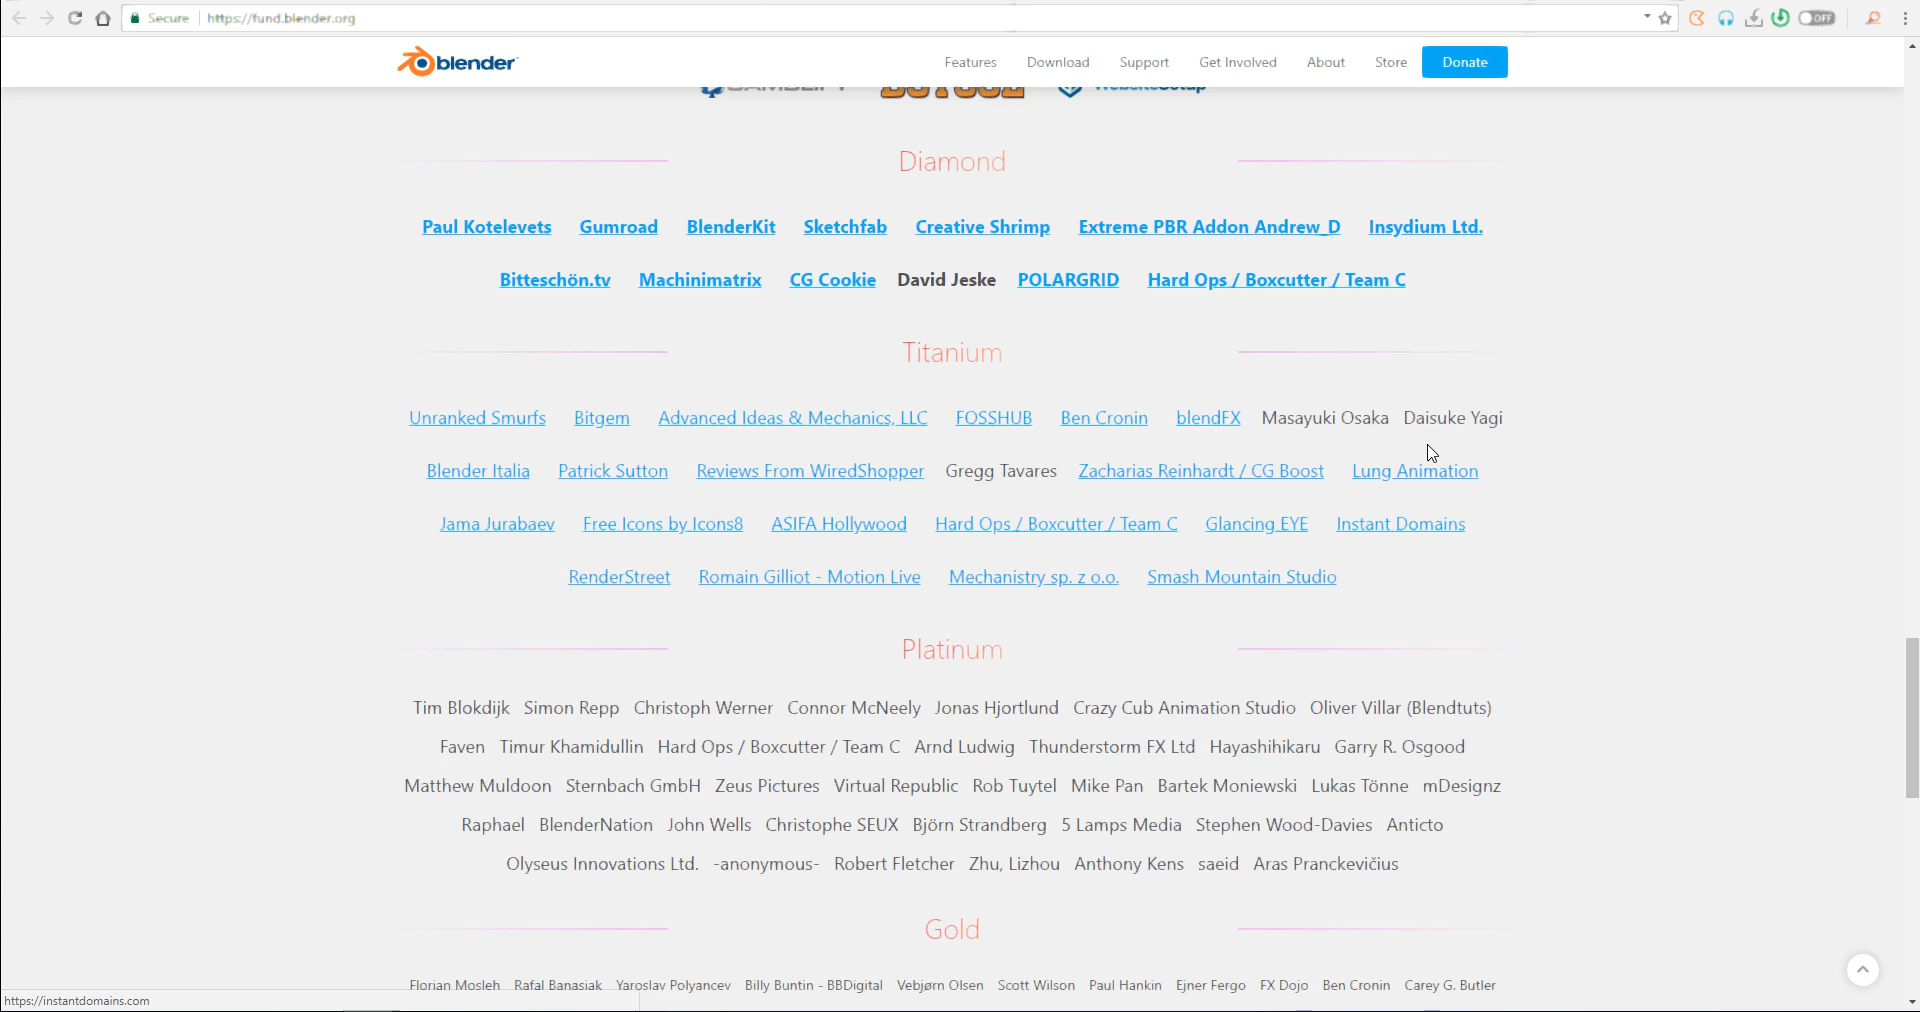 Secure https://fund.blender.org OFF
blender Features Download Support Get Involved About Store Donate
Diamond
Paul Kotelevets Gumroad BlenderKit Sketchfab Creative Shrimp Extreme PBR Addon Andrew_D Insydium Ltd.
Bitteschön.tv Machinimatrix CG Cookie David Jeske POLARGRID Hard Ops / Boxcutter / Team C
Titanium
Unranked Smurfs Bitgem Advanced Ideas & Mechanics, LLC FOSSHUB Ben Cronin blendFX Masayuki Osaka Daisuke Yagi
Blender Italia Patrick Sutton Reviews From WiredShopper Gregg Tavares Zacharias Reinhardt / CG Boost Lung Animation
Jama Jurabaev Free Icons by Icons8 ASIFA Hollywood Hard Ops / Boxcutter / Team C Glancing EYE Instant Domains
RenderStreet Romain Gilliot - Motion Live Mechanistry sp. z o.o. Smash Mountain Studio
Platinum
Tim Blokdijk Simon Repp Christoph Werner Connor McNeely Jonas Hjortlund Crazy Cub Animation Studio Oliver Villar (Blendtuts)
Faven Timur Khamidullin Hard Ops / Boxcutter / Team C Arnd Ludwig Thunderstorm FX Ltd Hayashihikaru Garry R. Osgood
Matthew Muldoon Sternbach GmbH Zeus Pictures Virtual Republic Rob Tuytel Mike Pan Bartek Moniewski Lukas Tönne mDesignz
Raphael BlenderNation John Wells Christophe SEUX Björn Strandberg 5 Lamps Media Stephen Wood-Davies Anticto
Olyseus Innovations Ltd. -anonymous- Robert Fletcher Zhu, Lizhou Anthony Kens saeid Aras Pranckevičius
Gold
Florian Mosleh Rafal Banasiak Yaroslav Polyancev Billy Buntin - BBDigital Vebjørn Olsen Scott Wilson Paul Hankin Ejner Fergo FX Dojo Ben Cronin Carey G. Butler
https://instantdomains.com